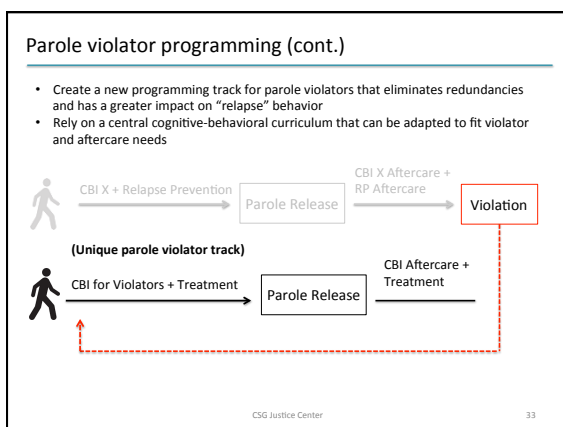 Parole violator programming (cont.)
• Create a new programming track for parole violators that eliminates redundancies
and has a greater impact on “relapse” behavior
• Rely on a central cognitive-behavioral curriculum that can be adapted to fit violator
and aftercare needs
CBI X + Relapse Prevention
Parole Release
CBI X Aftercare +
RP Aftercare
Violation
(Unique parole violator track)
CBI for Violators + Treatment
Parole Release
CBI Aftercare +
Treatment
CSG Justice Center
33